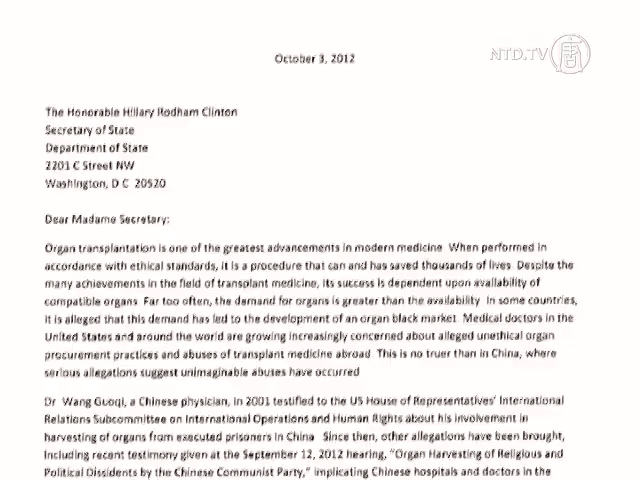 October 3, 2012
NTD.TV 唐
The Honorable Hillary Rodham Clinton
Secretary of State
Department of State
2201 C Street NW
Washington, D C 20520
Dear Madame Secretary:
Organ transplantation is one of the greatest advancements in modern medicine When performed in
accordance with ethical standards, it is a procedure that can and has saved thousands of lives Despite the
many achievements in the field of transplant medicine, its success is dependent upon availability of
compatible organs Far too often, the demand for organs is greater than the availability In some countries,
it is alleged that this demand has led to the development of an organ black market Medical doctors in the
United States and around the world are growing increasingly concerned about alleged unethical organ
procurement practices and abuses of transplant medicine abroad This is no truer than in China, where
serious allegations suggest unimaginable abuses have occurred
Dr Wang Guoqi, a Chinese physician, in 2001 testified to the US House of Representatives' International
Relations Subcommittee on International Operations and Human Rights about his involvement in
harvesting of organs from executed prisoners in China Since then, other allegations have been brought,
including recent testimony given at the September 12, 2012 hearing, "Organ Harvesting of Religious and
Political Dissidents by the Chinese Communist Party," implicating Chinese hospitals and doctors in the